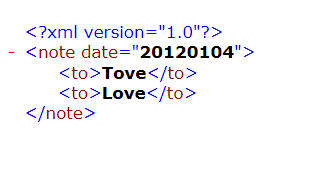 <?xml version="1.0"?>
- <note date="20120104">
<to>Tove</to>
<to>Love</to>
</note>